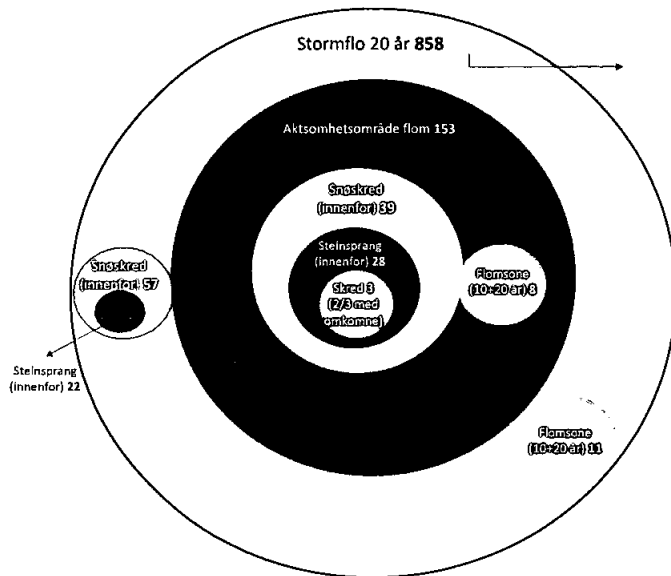 Stormflo 20 år 858
Aktsomhetsområde flom 153
Snøskred
(innenfor) 39
Steinsprang
(innenfor) 28
Skred 3
(2/3 med
omkomne)
Flomsone
(10+20 år) 8
Snøskred
(innenfor) 57
Steinsprang
(innenfor) 22
Flomsone
(10+20 år) 11